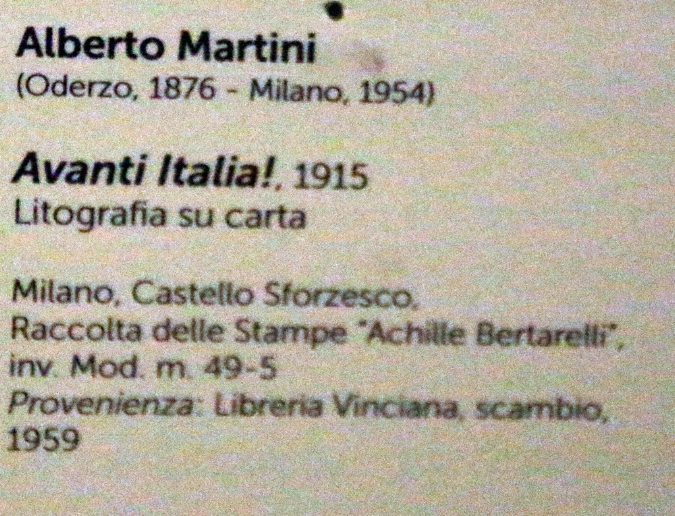 Alberto Martini
(Oderzo, 1876 - Milano, 1954)
Avanti Italia!, 1915
Litografia su carta
Milano, Castello Sforzesco,
Raccolta delle Stampe "Achille Bertarelli",
inv. Mod. m. 49-5
Provenienza: Libreria Vinciana, scambio,
1959